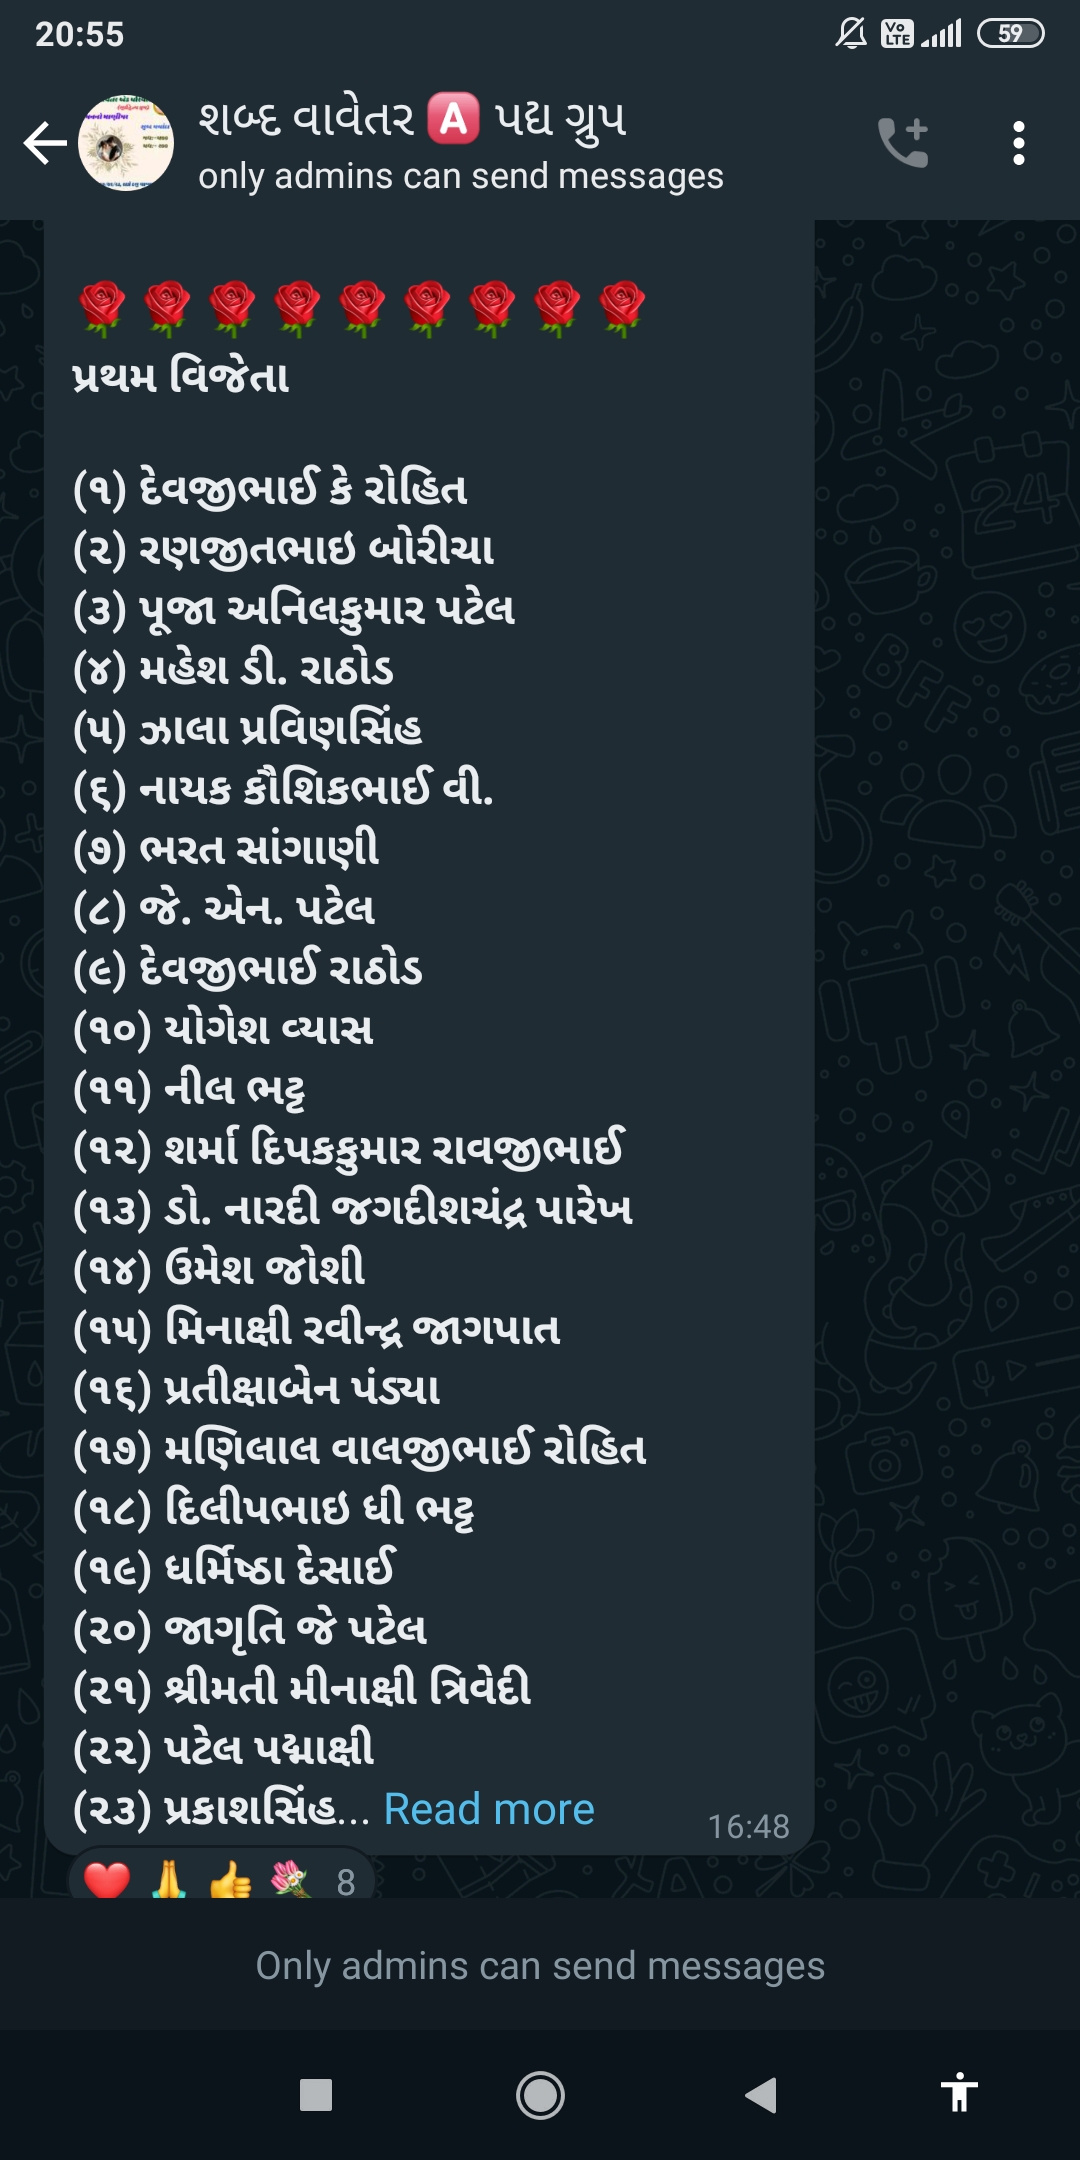 20:55
Vo LTE
59
શબ્દ વાવેતર 🅰️ પદ્ય ગ્રુપ
only admins can send messages
🌹🌹🌹🌹🌹🌹🌹🌹🌹
પ્રથમ વિજેતા
(૧) દેવજીભાઈ કે રોહિત
(૨) રણજીતભાઇ બોરીચા
(૩) પૂજા અનિલકુમાર પટેલ
(૪) મહેશ ડી. રાઠોડ
(૫) ઝાલા પ્રવિણસિંહ
(૬) નાયક કૌશિકભાઈ વી.
(૭) ભરત સાંગાણી
(૮) જે. એન. પટેલ
(૯) દેવજીભાઈ રાઠોડ
(૧૦) યોગેશ વ્યાસ
(૧૧) નીલ ભટ્ટ
(૧૨) શર્મા દિપકકુમાર રાવજીભાઈ
(૧૩) ડો. નારદી જગદીશચંદ્ર પારેખ
(૧૪) ઉમેશ જોશી
(૧૫) મિનાક્ષી રવીન્દ્ર જાગપાત
(૧૬) પ્રતીક્ષાબેન પંડ્યા
(૧૭) મણિલાલ વાલજીભાઈ રોહિત
(૧૮) દિલીપભાઇ ધી ભટ્ટ
(૧૯) ધર્મિષ્ઠા દેસાઈ
(૨૦) જાગૃતિ જે પટેલ
(૨૧) શ્રીમતી મીનાક્ષી ત્રિવેદી
(૨૨) પટેલ પદ્માક્ષી
(૨૩) પ્રકાશસિંહ... Read more
16:48
❤️ 🙏 👍 💐 8
Only admins can send messages